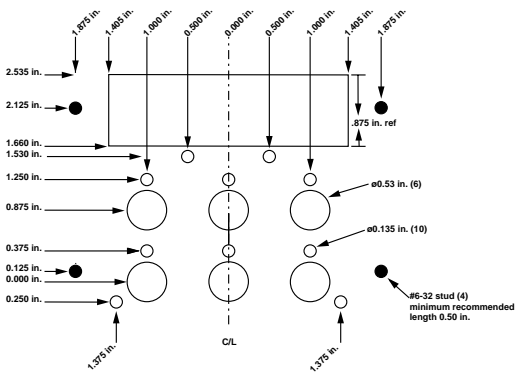 1.875 in.
1.405 in.
1.000 in.
0.500 in.
0.000 in.
0.500 in.
1.000 in.
1.405 in.
1.875 in.
2.535 in.
2.125 in.
.875 in. ref
1.660 in.
1.530 in.
1.250 in.
ø0.53 in. (6)
0.875 in.
ø0.135 in. (10)
0.375 in.
0.125 in.
0.000 in.
0.250 in.
#6-32 stud (4)
minimum recommended
length 0.50 in.
1.375 in.
C/L
1.375 in.